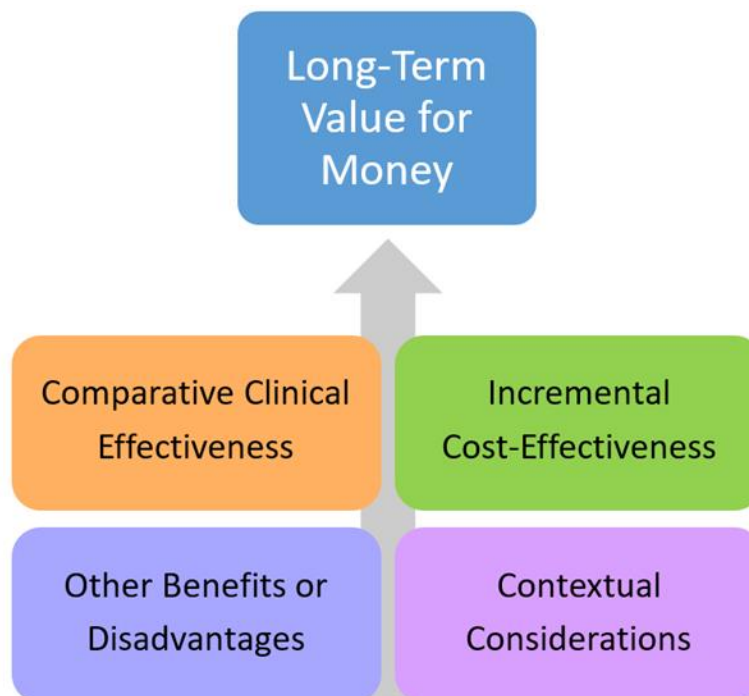 Long-Term
Value for
Money
Comparative Clinical
Effectiveness
Incremental
Cost-Effectiveness
Other Benefits or
Disadvantages
Contextual
Considerations